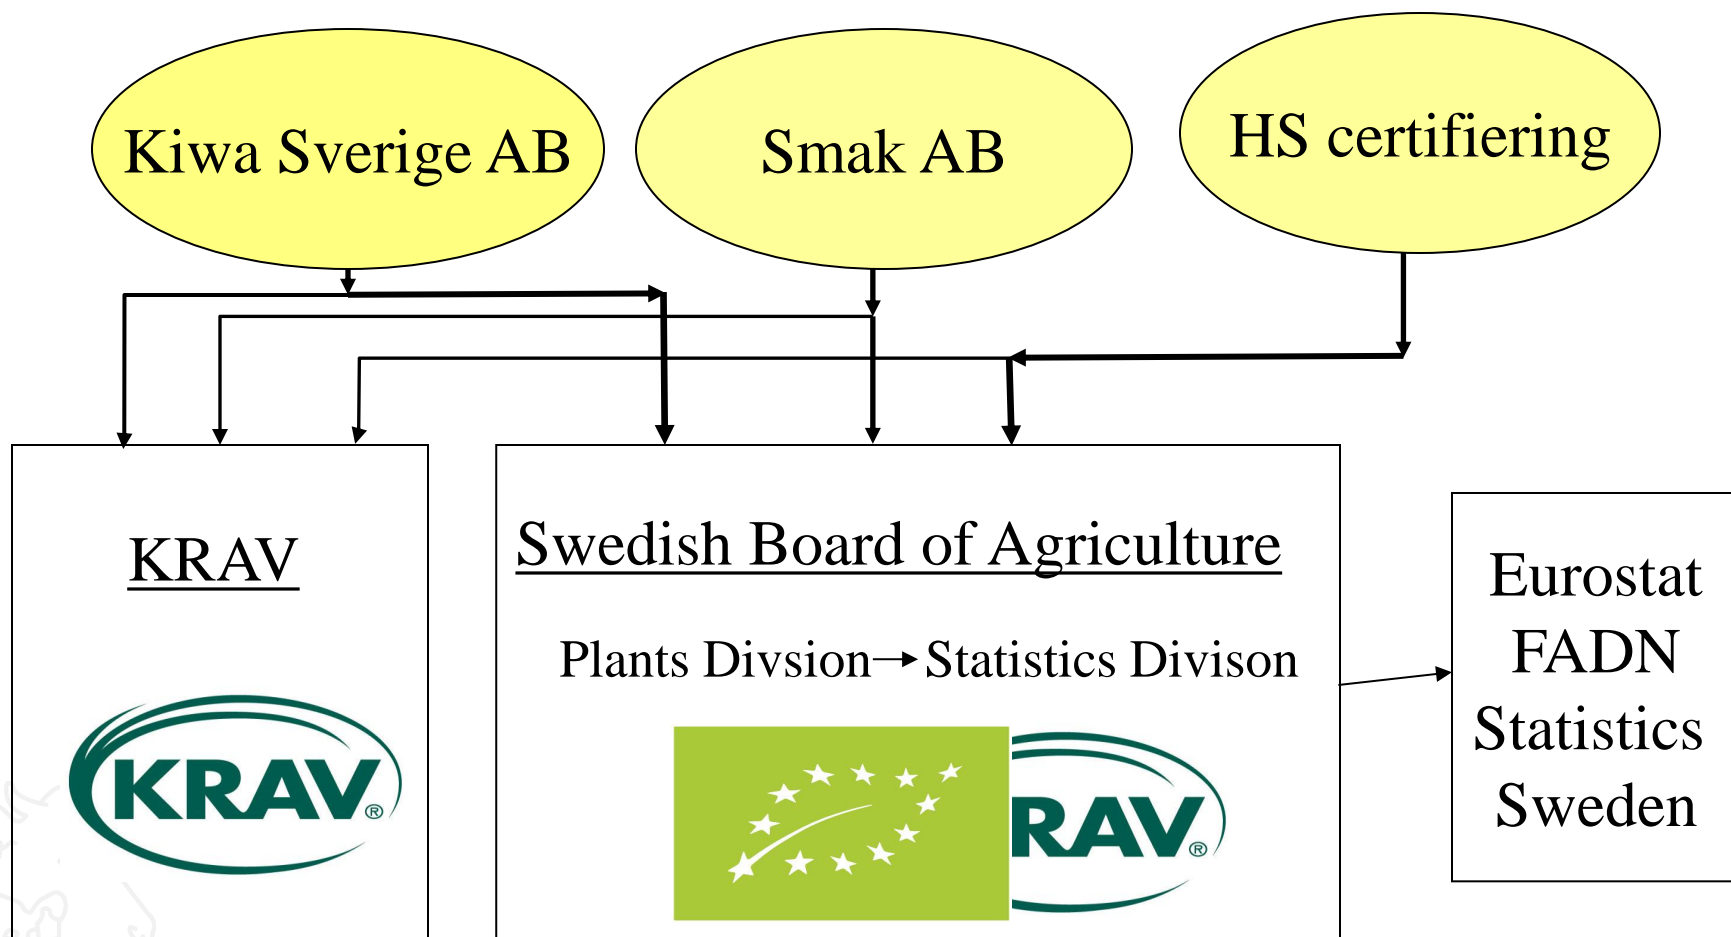 Kiwa Sverige AB
Smak AB
HS certifiering
KRAV
Swedish Board of Agriculture
Plants Divsion
Statistics Divison
Eurostat
FADN
Statistics
Sweden
KRAV®
RAV®